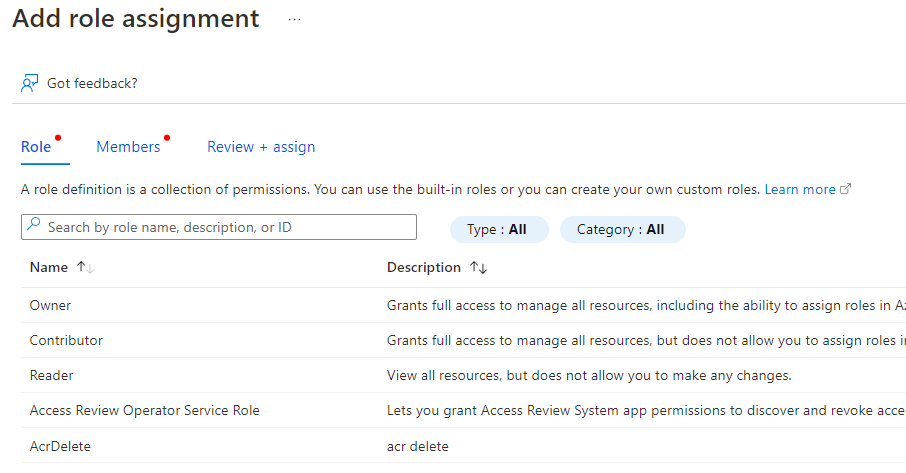 Add role assignment ...
Got feedback?
Role Members Review + assign
A role definition is a collection of permissions. You can use the built-in roles or you can create your own custom roles. Learn more
Search by role name, description, or ID Type : All Category : All
Name Description
Owner Grants full access to manage all resources, including the ability to assign roles in Az
Contributor Grants full access to manage all resources, but does not allow you to assign roles i
Reader View all resources, but does not allow you to make any changes.
Access Review Operator Service Role Lets you grant Access Review System app permissions to discover and revoke acce
AcrDelete acr delete